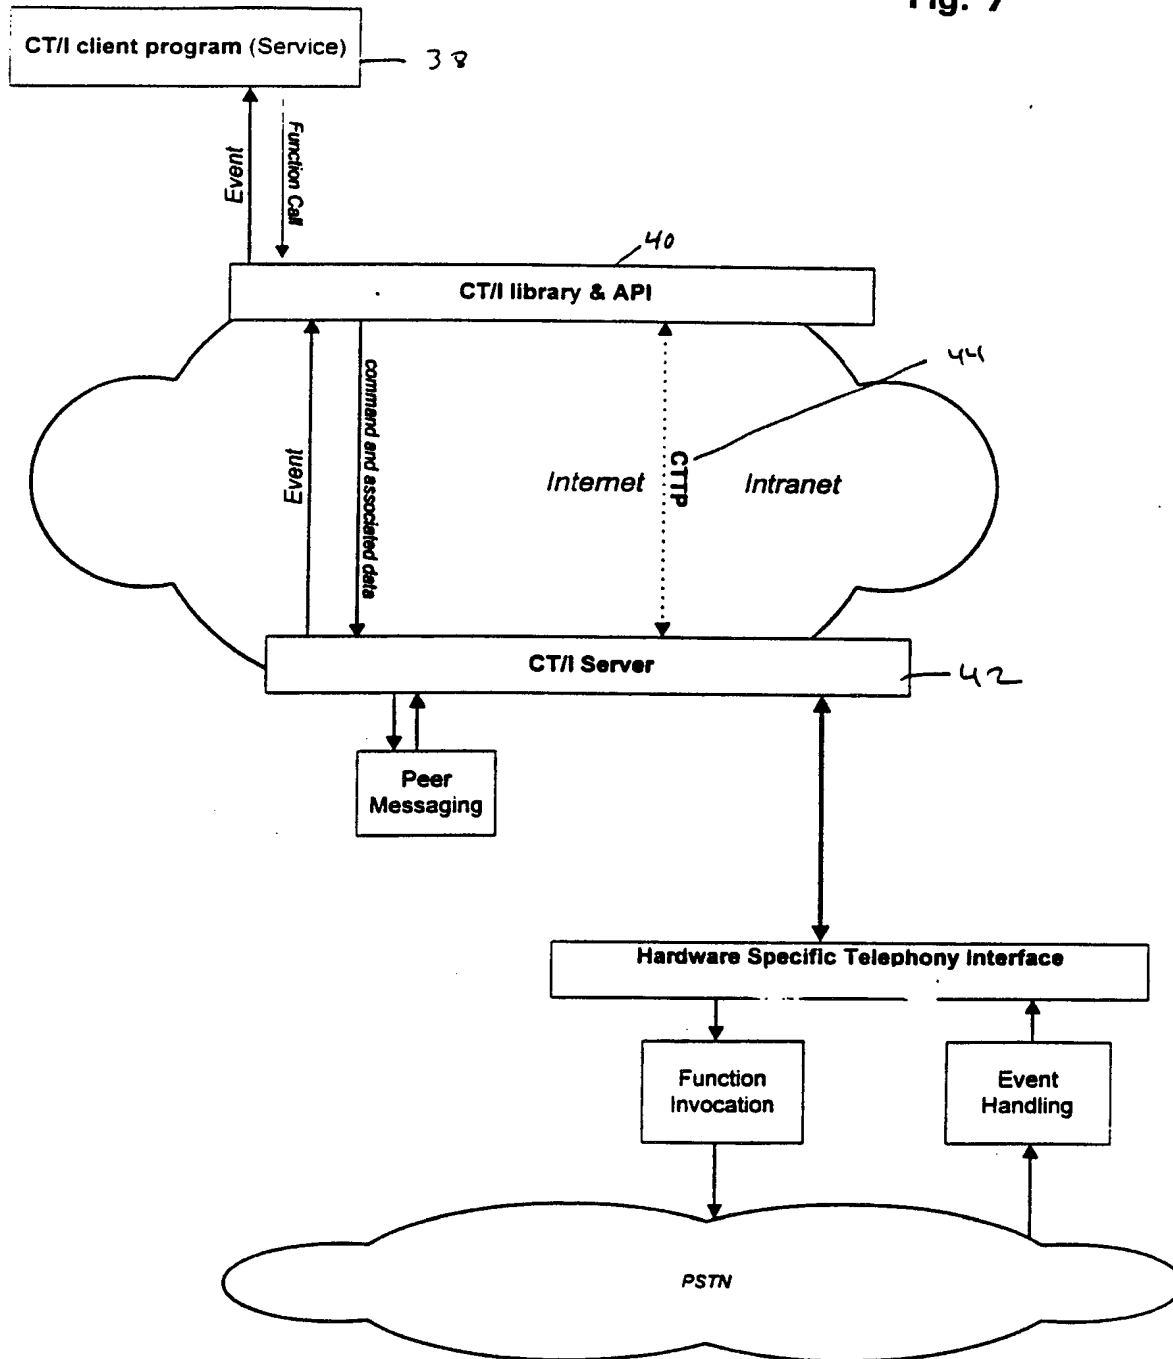 Fig. 7
CT/I client program (Service)
38
Event
Function Call
40
CT/I library & API
44
Event
command and associated data
Internet
CTTP
Intranet
CT/I Server
42
Peer
Messaging
Hardware Specific Telephony Interface
Function
Invocation
Event
Handling
PSTN